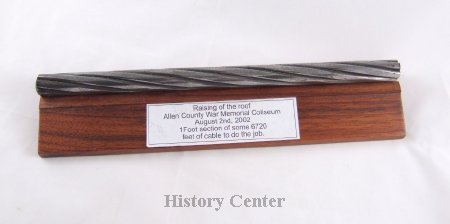 Raising of the roof
Allen County War Memorial Coliseum
August 2nd, 2002
1Foot section of some 6720
feet of cable to do the job.
History Center